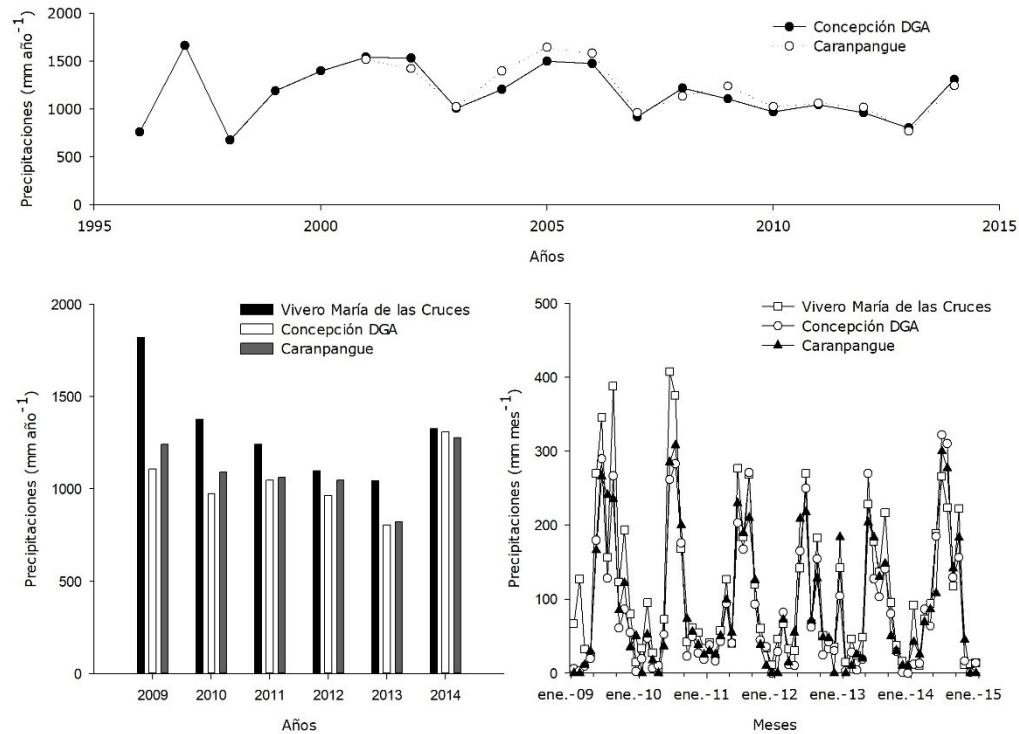 Precipitaciones (mm año-1)
2000
1500
1000
500
0
Concepción DGA
Caranpangue
1995 2000 2005 2010 2015
Años
Precipitaciones (mm año-1)
2000
1500
1000
500
0
Vivero María de las Cruces
Concepción DGA
Caranpangue
2009 2010 2011 2012 2013 2014
Años
Precipitaciones (mm mes-1)
500
400
300
200
100
0
Vivero María de las Cruces
Concepción DGA
Caranpangue
ene.-09 ene.-10 ene.-11 ene.-12 ene.-13 ene.-14 ene.-15
Meses